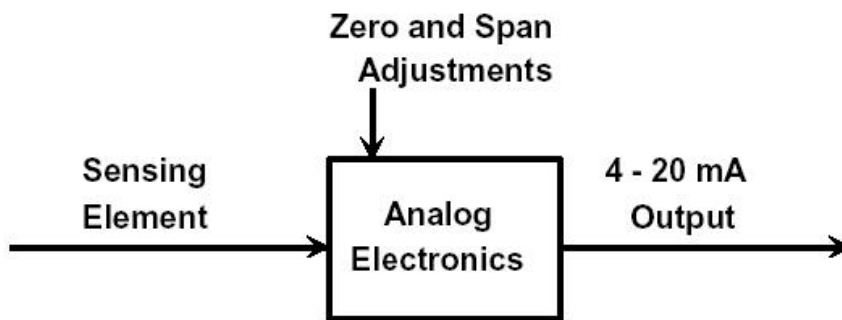 Zero and Span
Adjustments
Sensing
Element
Analog
Electronics
4 - 20 mA
Output